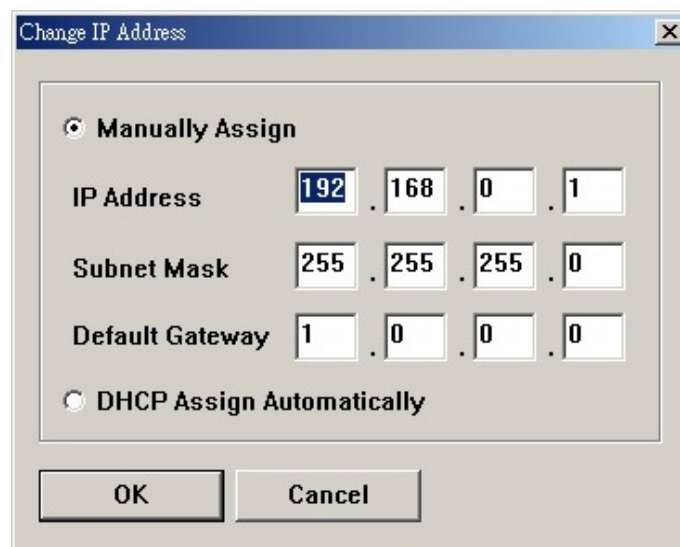 Change IP Address
Manually Assign
IP Address 192 . 168 . 0 . 1
Subnet Mask 255 . 255 . 255 . 0
Default Gateway 1 . 0 . 0 . 0
DHCP Assign Automatically
OK Cancel